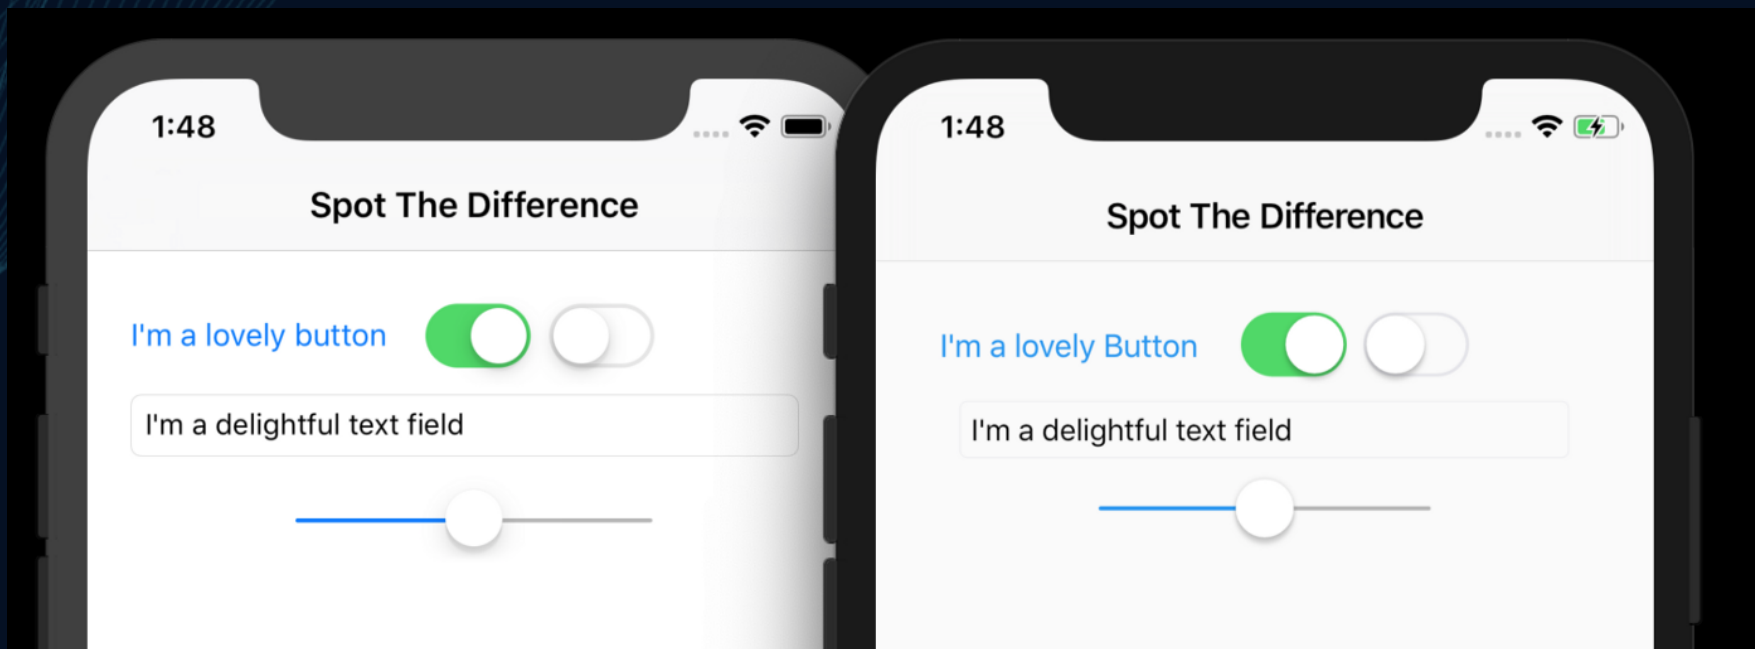 1:48
Spot The Difference
I'm a lovely button
I'm a delightful text field
1:48
Spot The Difference
I'm a lovely Button
I'm a delightful text field